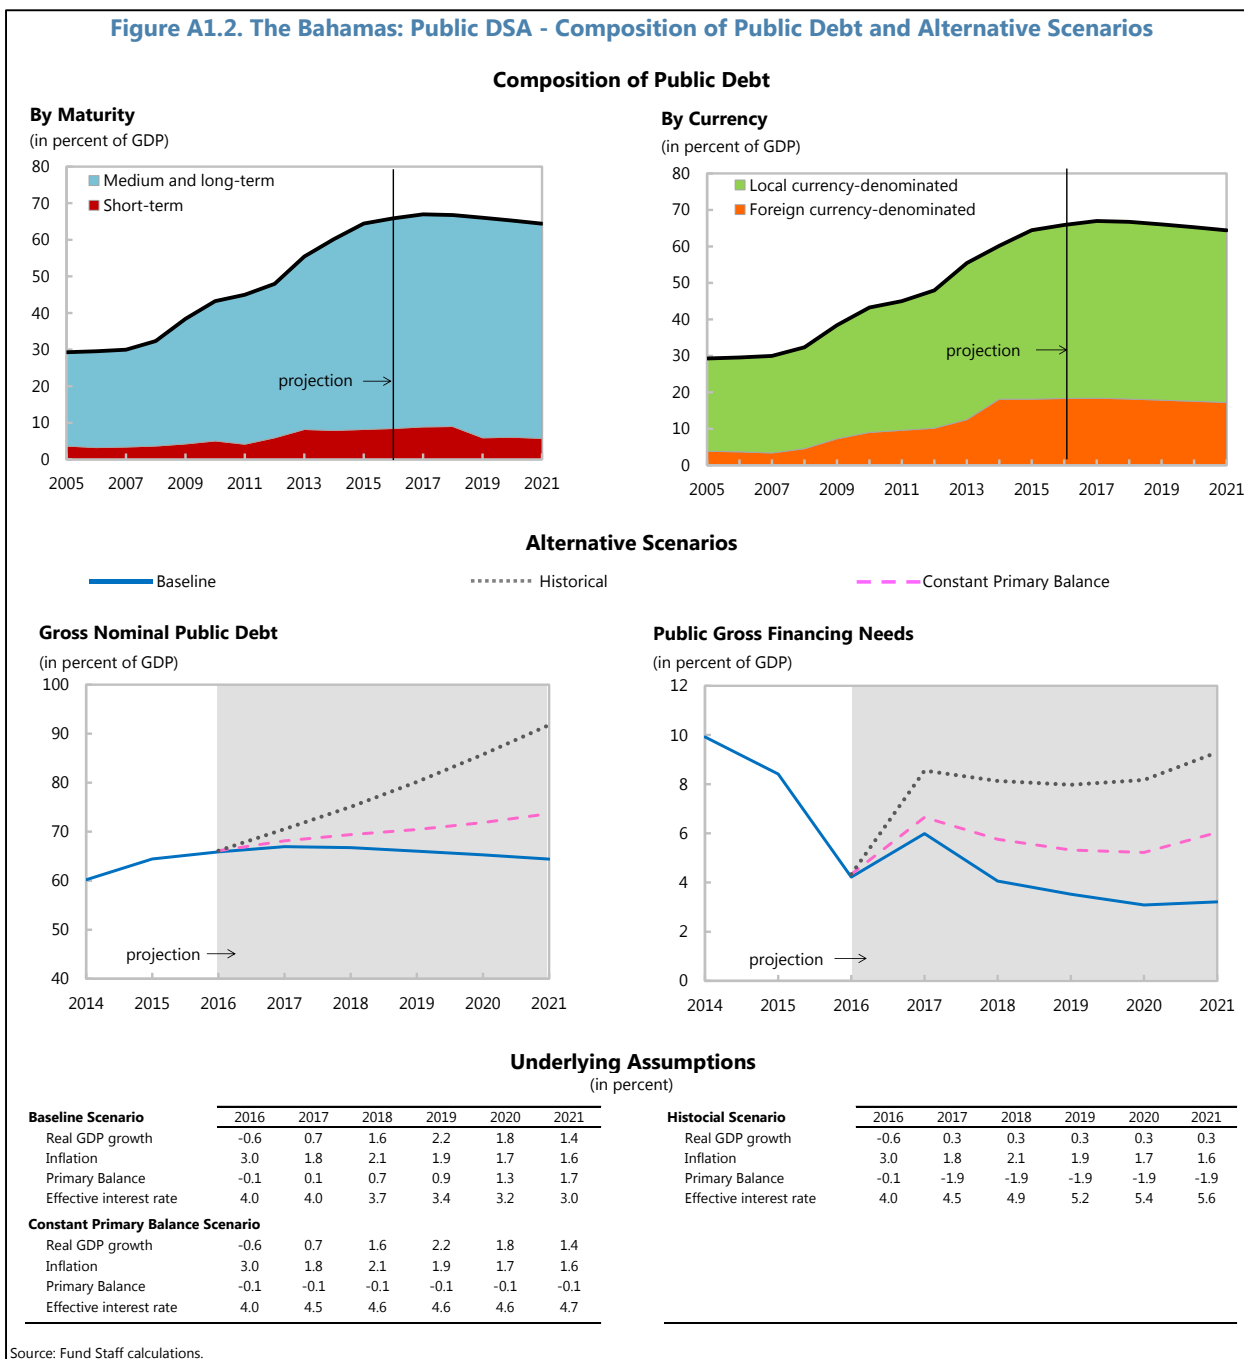 Figure A1.2. The Bahamas: Public DSA - Composition of Public Debt and Alternative Scenarios
Composition of Public Debt
By Maturity
(in percent of GDP)
80
70
60
50
40
30
20
10
0
Medium and long-term
Short-term
projection
2005 2007 2009 2011 2013 2015 2017 2019 2021
By Currency
(in percent of GDP)
80
70
60
50
40
30
20
10
0
Local currency-denominated
Foreign currency-denominated
projection
2005 2007 2009 2011 2013 2015 2017 2019 2021
Alternative Scenarios
Baseline Historical Constant Primary Balance
Gross Nominal Public Debt
(in percent of GDP)
100
90
80
70
60
50
40
projection
2014 2015 2016 2017 2018 2019 2020 2021
Public Gross Financing Needs
(in percent of GDP)
12
10
8
6
4
2
0
projection
2014 2015 2016 2017 2018 2019 2020 2021
Underlying Assumptions
(in percent)
Baseline Scenario 2016 2017 2018 2019 2020 2021
Real GDP growth -0.6 0.7 1.6 2.2 1.8 1.4
Inflation 3.0 1.8 2.1 1.9 1.7 1.6
Primary Balance -0.1 0.1 0.7 0.9 1.3 1.7
Effective interest rate 4.0 4.0 3.7 3.4 3.2 3.0
Constant Primary Balance Scenario
Real GDP growth -0.6 0.7 1.6 2.2 1.8 1.4
Inflation 3.0 1.8 2.1 1.9 1.7 1.6
Primary Balance -0.1 -0.1 -0.1 -0.1 -0.1 -0.1
Effective interest rate 4.0 4.5 4.6 4.6 4.6 4.7
Histocial Scenario 2016 2017 2018 2019 2020 2021
Real GDP growth -0.6 0.3 0.3 0.3 0.3 0.3
Inflation 3.0 1.8 2.1 1.9 1.7 1.6
Primary Balance -0.1 -1.9 -1.9 -1.9 -1.9 -1.9
Effective interest rate 4.0 4.5 4.9 5.2 5.4 5.6
Source: Fund Staff calculations.